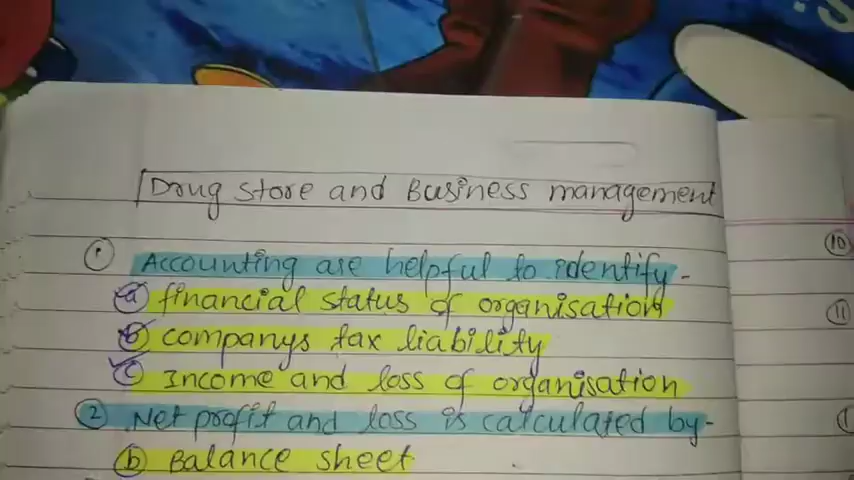 Drug store and Business management
① Accounting are helpful to identify-
ⓐ financial status of organisation
ⓑ companys tax liability
ⓒ Income and loss of organisation
② Net profit and loss is calculated by-
ⓑ Balance sheet
⑩
⑪